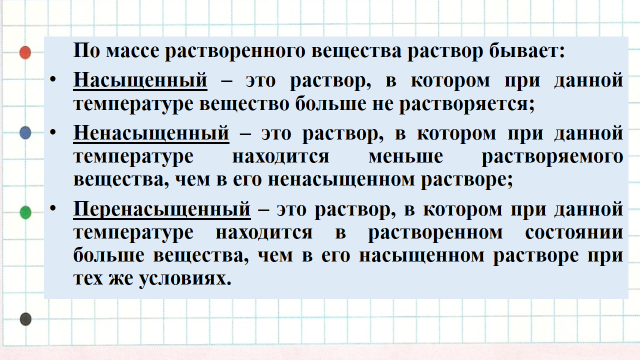 По массе растворенного вещества раствор бывает:
• Насыщенный – это раствор, в котором при данной
температуре вещество больше не растворяется;
• Ненасыщенный – это раствор, в котором при данной
температуре находится меньше растворяемого
вещества, чем в его ненасыщенном растворе;
• Перенасыщенный – это раствор, в котором при данной
температуре находится в растворенном состоянии
больше вещества, чем в его насыщенном растворе при
тех же условиях.